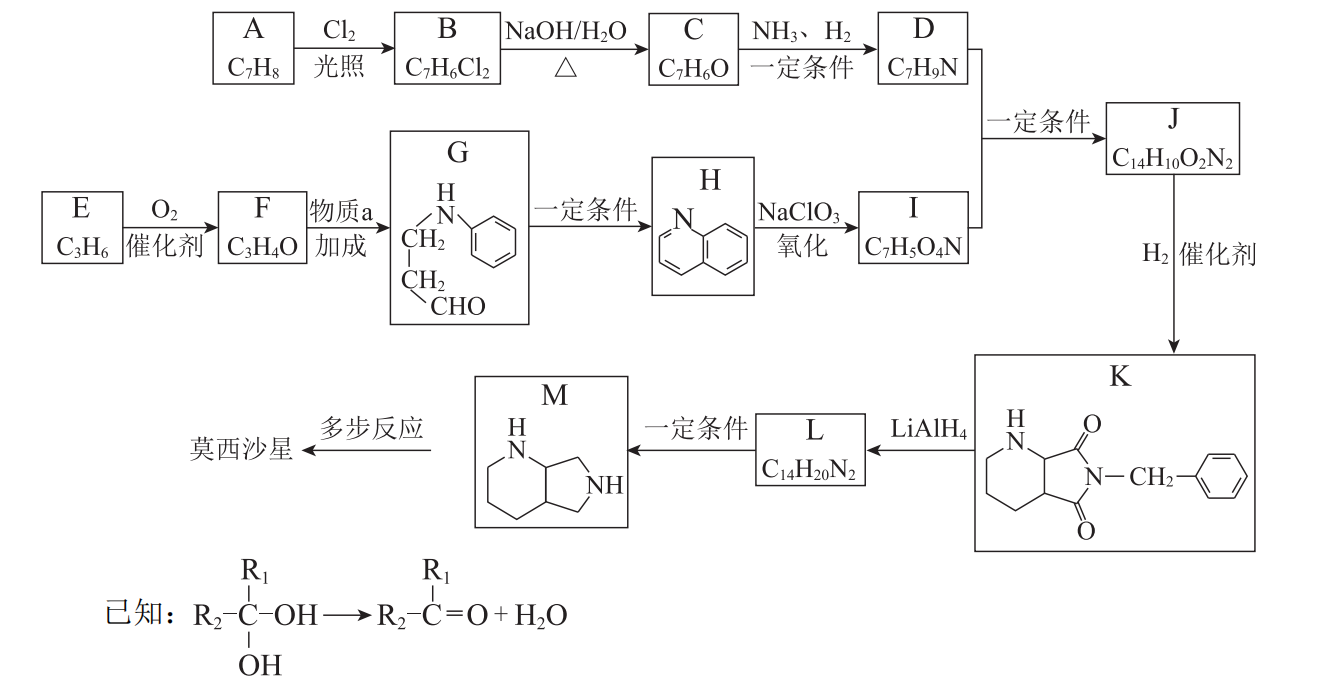 A
C₇H₈
Cl₂
光照
B
C₇H₆Cl₂
NaOH/H₂O
△
C
C₇H₆O
NH₃、H₂
一定条件
D
C₇H₉N
一定条件
J
C₁₄H₁₀O₂N₂
E
C₃H₆
O₂
催化剂
F
C₃H₄O
物质a
加成
G
H
N
CH₂
CH₂
CHO
一定条件
H
N
NaClO₃
氧化
I
C₇H₅O₄N
H₂ 催化剂
K
H
N
O
N－CH₂
O
LiAlH₄
L
C₁₄H₂₀N₂
一定条件
M
H
N
NH
多步反应
莫西沙星
已知：
R₁ R₁
R₂－C－OH→R₂－C=O+H₂O
OH